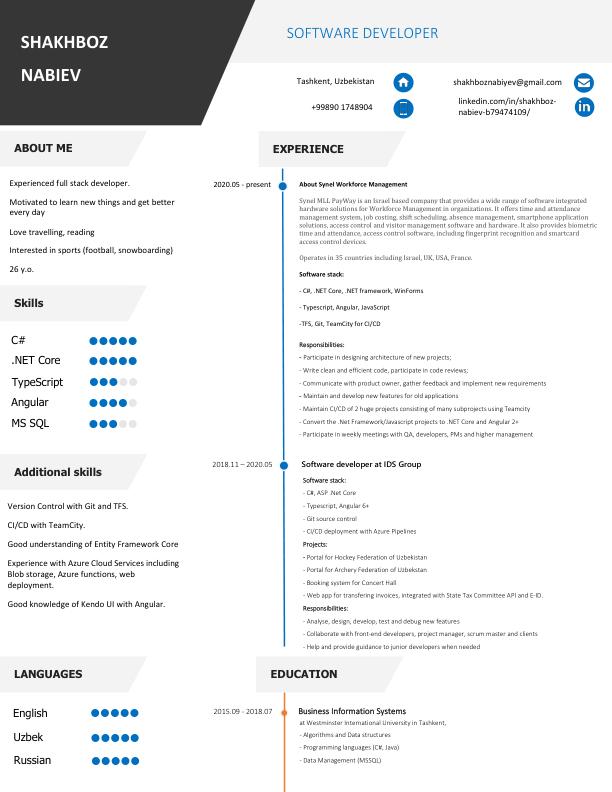 SHAKHBOZ
NABIEV
SOFTWARE DEVELOPER
Tashkent, Uzbekistan
shakhboznabiyev@gmail.com
+99890 1748904
linkedin.com/in/shakhboz-
nabiev-b79474109/
ABOUT ME
Experienced full stack developer.
Motivated to learn new things and get better
every day
Love travelling, reading
Interested in sports (football, snowboarding)
26 y.o.
Skills
C#
.NET Core
TypeScript
Angular
MS SQL
Additional skills
Version Control with Git and TFS.
CI/CD with TeamCity.
Good understanding of Entity Framework Core
Experience with Azure Cloud Services including
Blob storage, Azure functions, web
deployment.
Good knowledge of Kendo UI with Angular.
LANGUAGES
English
Uzbek
Russian
EXPERIENCE
2020.05 - present
About Synel Workforce Management
Synel MLL PayWay is an Israel based company that provides a wide range of software integrated
hardware solutions for Workforce Management in organizations. It offers time and attendance
management system, job costing, shift scheduling, absence management, smartphone application
solutions, access control and visitor management software and hardware. It also provides biometric
time and attendance, access control software, including fingerprint recognition and smartcard
access control devices.
Operates in 35 countries including Israel, UK, USA, France.
Software stack:
- C#, .NET Core, .NET framework, WinForms
- Typescript, Angular, JavaScript
-TFS, Git, TeamCity for CI/CD
Responsibilities:
- Participate in designing architecture of new projects;
- Write clean and efficient code, participate in code reviews;
- Communicate with product owner, gather feedback and implement new requirements
- Maintain and develop new features for old applications
- Maintain CI/CD of 2 huge projects consisting of many subprojects using Teamcity
- Convert the .Net Framework/Javascript projects to .NET Core and Angular 2+
- Participate in weekly meetings with QA, developers, PMs and higher management
2018.11 – 2020.05
Software developer at IDS Group
Software stack:
- C#, ASP .Net Core
- Typescript, Angular 6+
- Git source control
- CI/CD deployment with Azure Pipelines
Projects:
- Portal for Hockey Federation of Uzbekistan
- Portal for Archery Federation of Uzbekistan
- Booking system for Concert Hall
- Web app for transfering invoices, integrated with State Tax Committee API and E-ID.
Responsibilities:
- Analyse, design, develop, test and debug new features
- Collaborate with front-end developers, project manager, scrum master and clients
- Help and provide guidance to junior developers when needed
EDUCATION
2015.09 - 2018.07
Business Information Systems
at Westminster International University in Tashkent,
- Algorithms and Data structures
- Programming languages (C#, Java)
- Data Management (MSSQL)